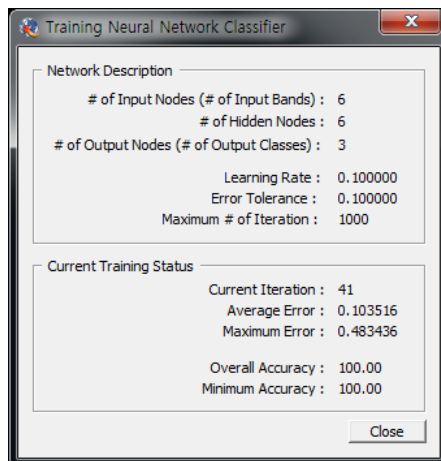 Training Neural Network Classifier
Network Description
# of Input Nodes (# of Input Bands) : 6
# of Hidden Nodes : 6
# of Output Nodes (# of Output Classes) : 3
Learning Rate : 0.100000
Error Tolerance : 0.100000
Maximum # of Iteration : 1000
Current Training Status
Current Iteration : 41
Average Error : 0.103516
Maximum Error : 0.483436
Overall Accuracy : 100.00
Minimum Accuracy : 100.00
Close